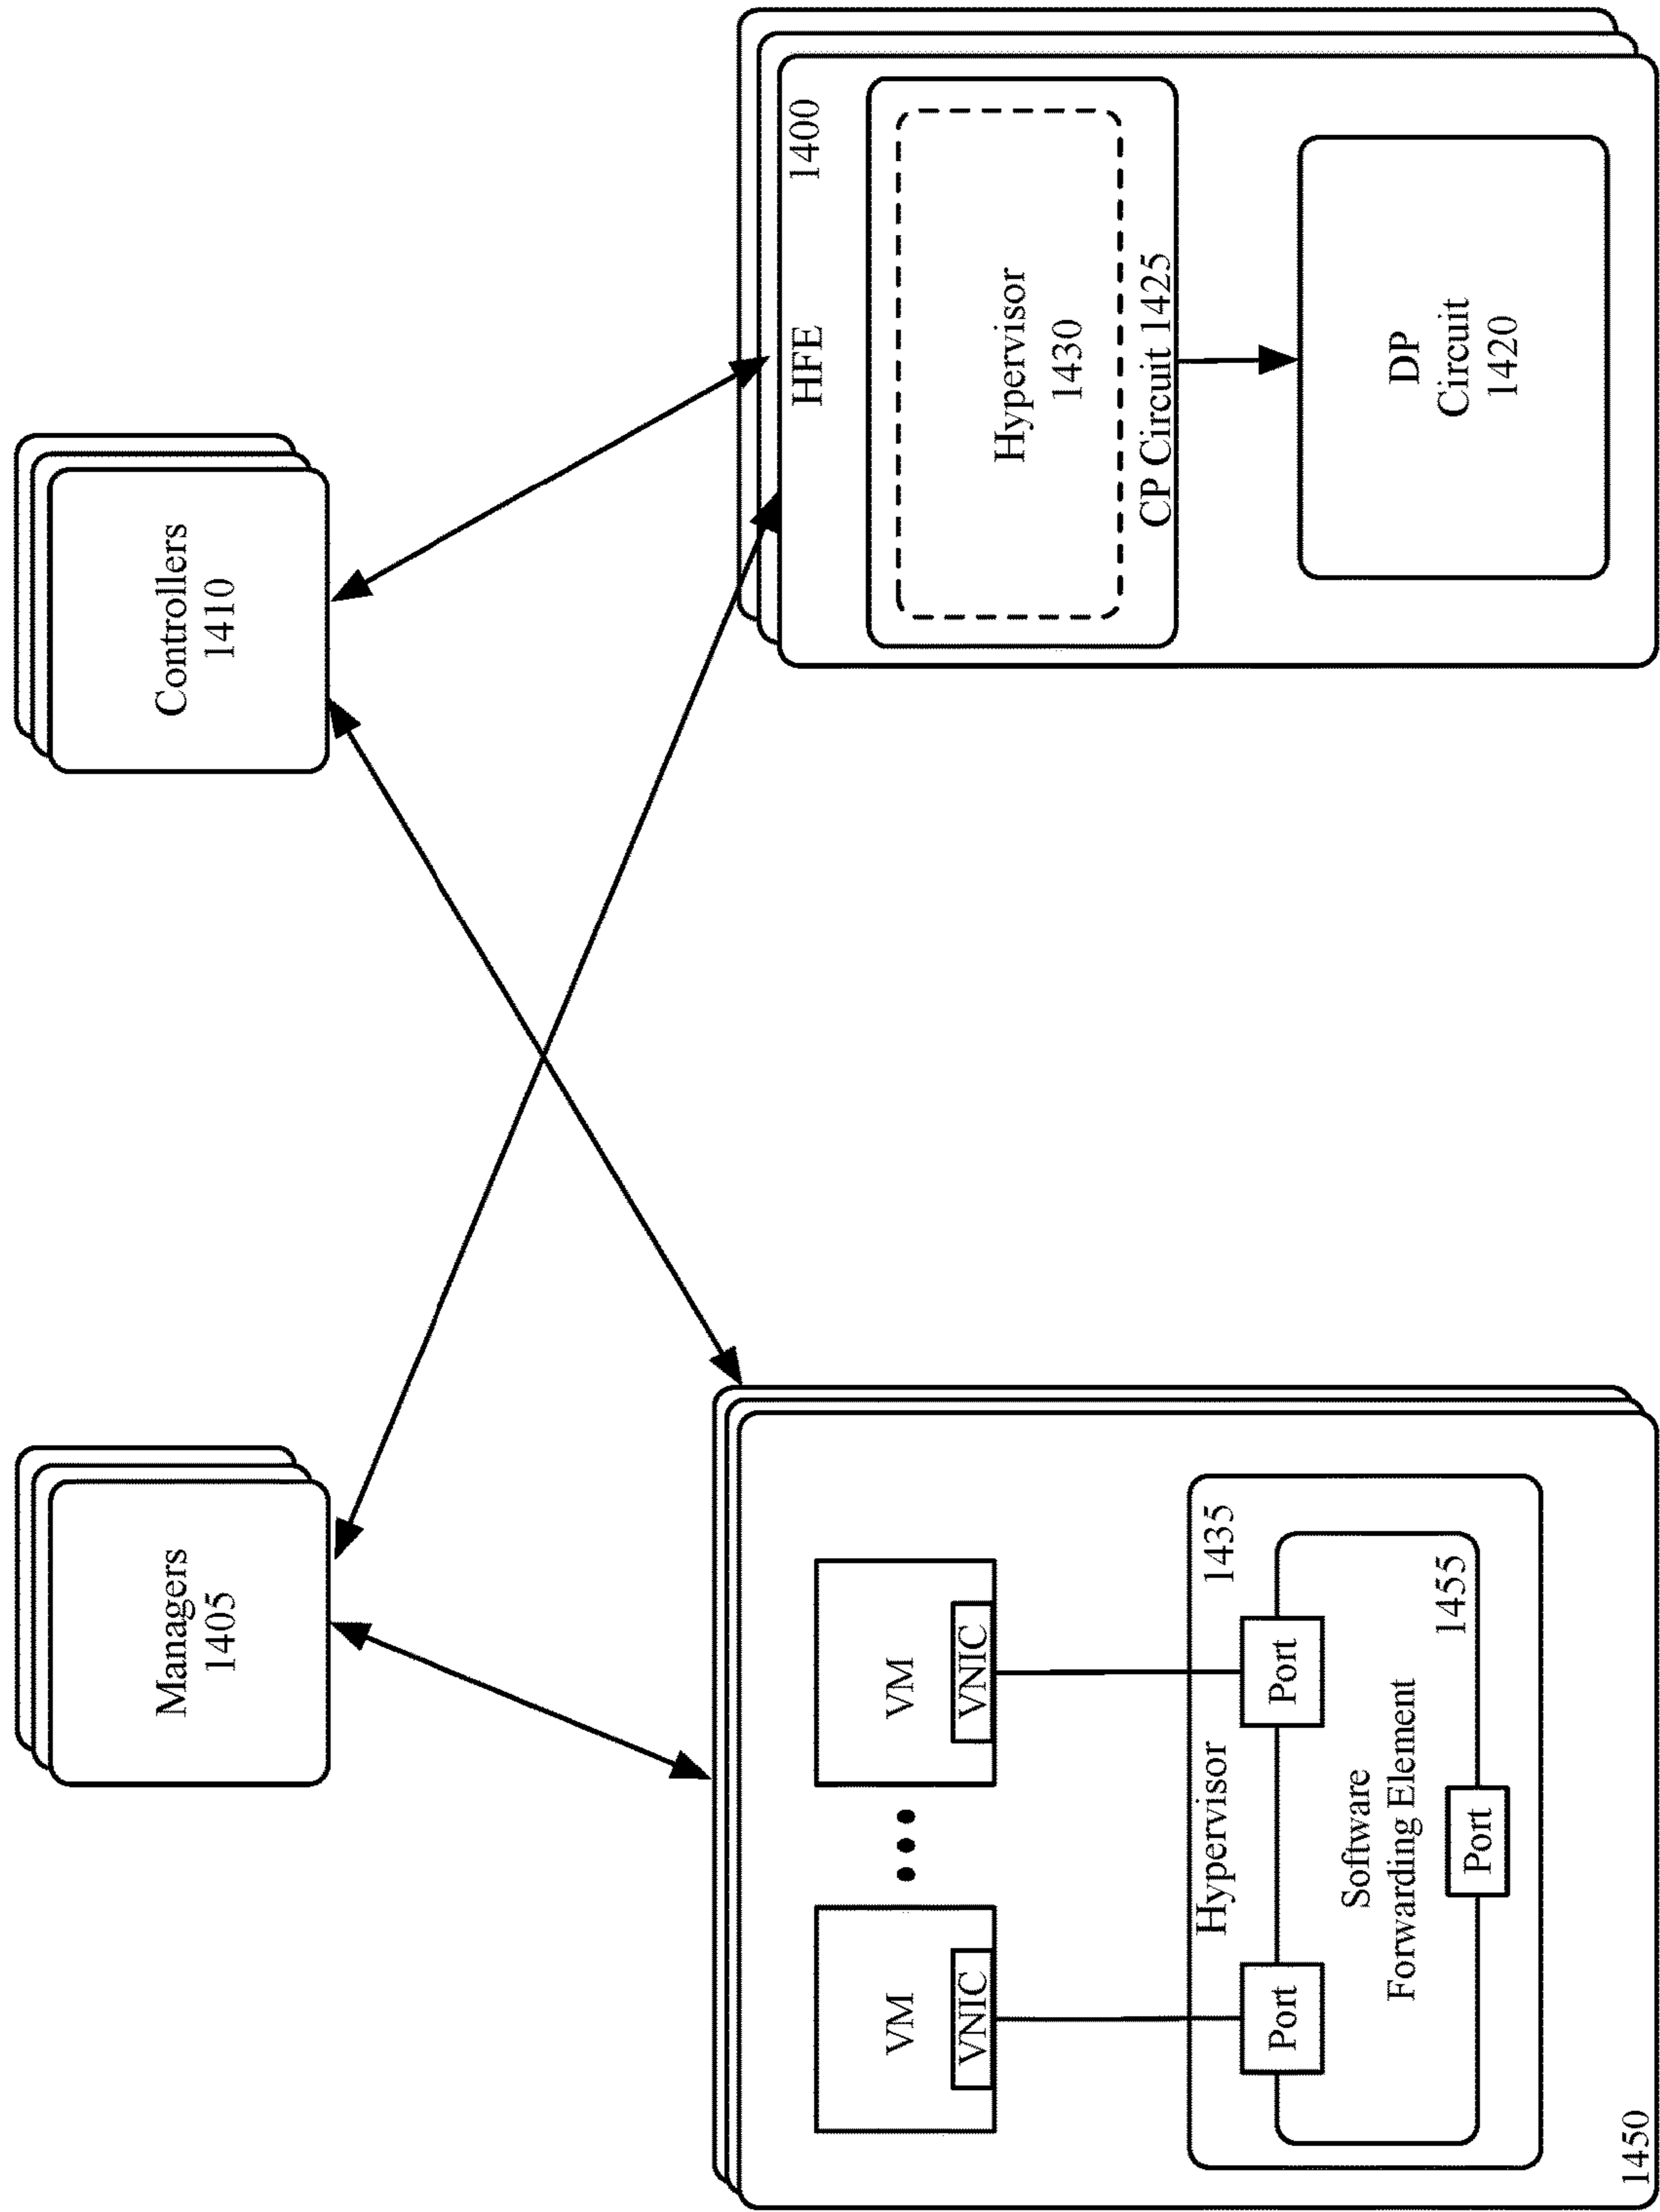 Managers
1405
Controllers
1410
VM
VNIC
VM
VNIC
Hypervisor
1435
Port
Port
Software
Forwarding Element
1455
Port
1450
HFE
1400
Hypervisor
1430
CP Circuit 1425
DP
Circuit
1420